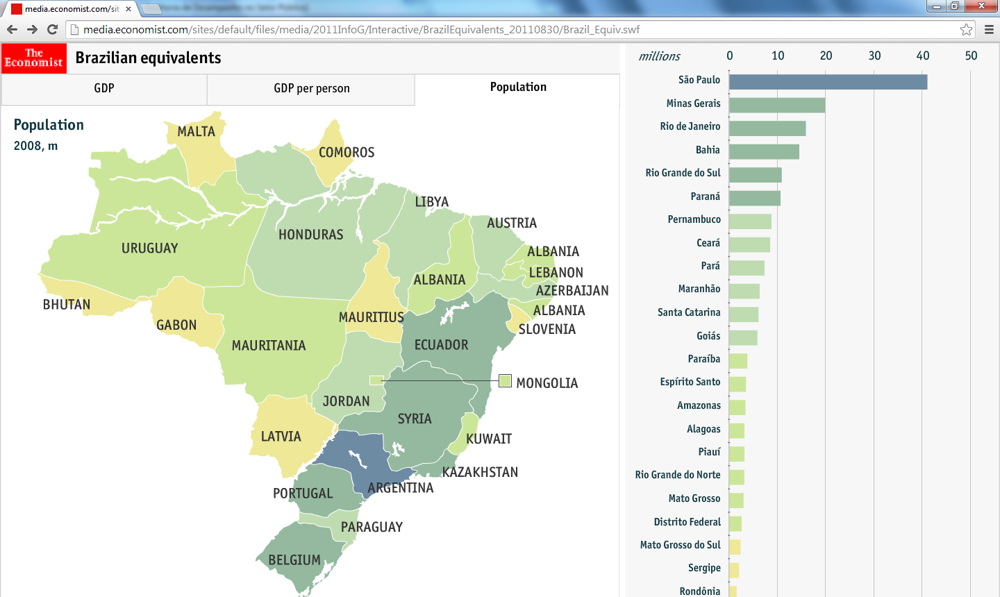 media.economist.com/sit
media.economist.com/sites/default/files/media/2011InfoG/Interactive/BrazilEquivalents_20110830/Brazil_Equiv.swf
The
Economist
Brazilian equivalents
GDP
GDP per person
Population
Population
2008, m
MALTA
COMOROS
LIBYA
AUSTRIA
HONDURAS
URUGUAY
ALBANIA
LEBANON
ALBANIA
AZERBAIJAN
BHUTAN
ALBANIA
MAURITIUS
GABON
SLOVENIA
MAURITANIA
ECUADOR
MONGOLIA
JORDAN
SYRIA
LATVIA
KUWAIT
KAZAKHSTAN
ARGENTINA
PORTUGAL
PARAGUAY
BELGIUM
millions
0 10 20 30 40 50
São Paulo
Minas Gerais
Rio de Janeiro
Bahia
Rio Grande do Sul
Paraná
Pernambuco
Ceará
Pará
Maranhão
Santa Catarina
Goiás
Paraíba
Espírito Santo
Amazonas
Alagoas
Piauí
Rio Grande do Norte
Mato Grosso
Distrito Federal
Mato Grosso do Sul
Sergipe
Rondônia